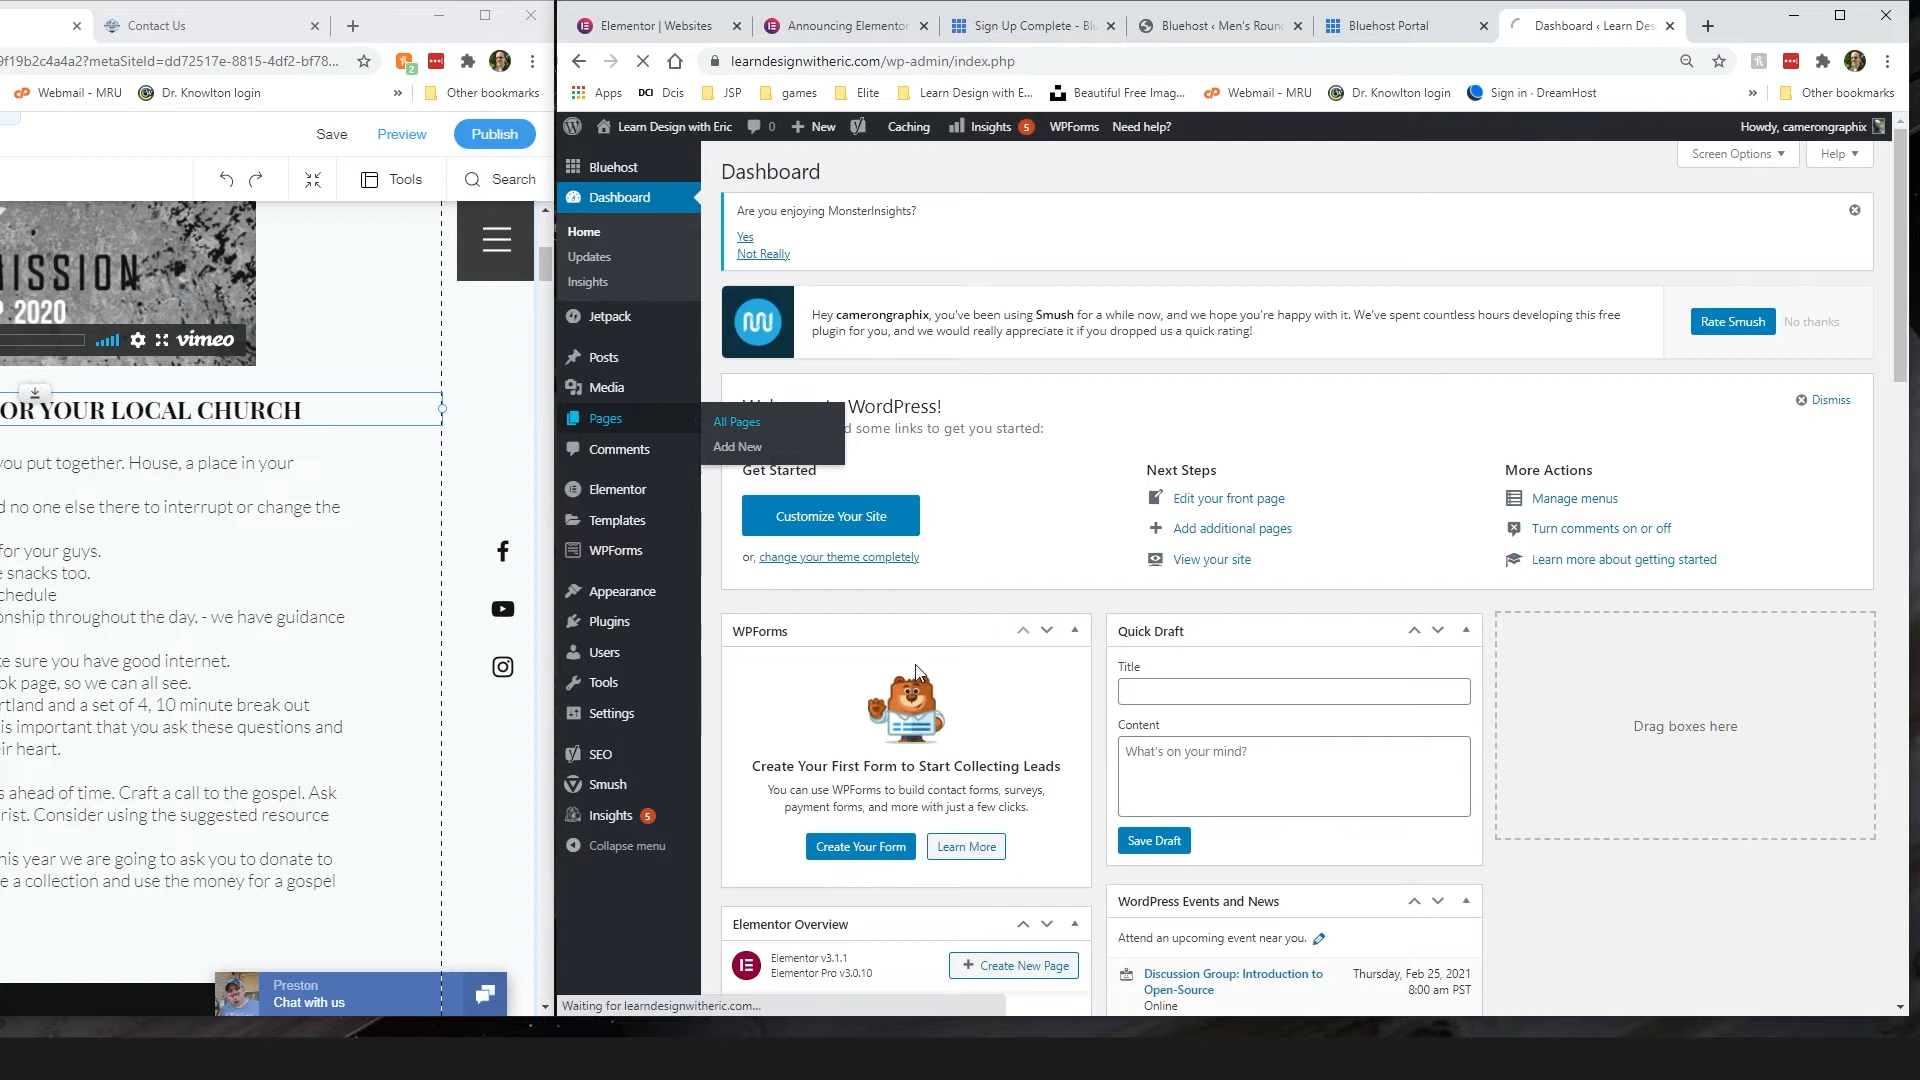 Contact Us
9f19b2c4a4a2?metaSiteId=dd72517e-8815-4df2-bf78...
2
Webmail - MRU
Dr. Knowlton login
»
Other bookmarks
Save
Preview
Publish
Tools
Search
ISSION
P 2020
vimeo
OR YOUR LOCAL CHURCH
you put together. House, a place in your
d no one else there to interrupt or change the
for your guys.
e snacks too.
chedule
onship throughout the day. - we have guidance
ke sure you have good internet.
ok page, so we can all see.
rtland and a set of 4, 10 minute break out
is important that you ask these questions and
eir heart.
s ahead of time. Craft a call to the gospel. Ask
rist. Consider using the suggested resource
his year we are going to ask you to donate to
e a collection and use the money for a gospel
Preston
Chat with us
Elementor | Websites
Announcing Elementor
Sign Up Complete - Blu
Bluehost ‹ Men's Roun
Bluehost Portal
Dashboard ‹ Learn Des
learndesignwitheric.com/wp-admin/index.php
Apps
DCI Dcis
JSP
games
Elite
Learn Design with E...
Beautiful Free Imag...
Webmail - MRU
Dr. Knowlton login
Sign in · DreamHost
»
Other bookmarks
Learn Design with Eric
0
New
Caching
Insights 5
WPForms
Need help?
Howdy, camerongraphix
Bluehost
Dashboard
Home
Updates
Insights
Jetpack
Posts
Media
Pages
All Pages
Add New
Comments
Elementor
Templates
WPForms
Appearance
Plugins
Users
Tools
Settings
SEO
Smush
Insights 5
Collapse menu
Dashboard
Screen Options
Help
Are you enjoying MonsterInsights?
Yes
Not Really
Hey camerongraphix, you've been using Smush for a while now, and we hope you're happy with it. We've spent countless hours developing this free
plugin for you, and we would really appreciate it if you dropped us a quick rating!
Rate Smush
No thanks
WordPress!
d some links to get you started:
Dismiss
Get Started
Customize Your Site
or, change your theme completely
Next Steps
Edit your front page
Add additional pages
View your site
More Actions
Manage menus
Turn comments on or off
Learn more about getting started
WPForms
Create Your First Form to Start Collecting Leads
You can use WPForms to build contact forms, surveys,
payment forms, and more with just a few clicks.
Create Your Form
Learn More
Elementor Overview
Elementor v3.1.1
Elementor Pro v3.0.10
Create New Page
Quick Draft
Title
Content
What's on your mind?
Save Draft
WordPress Events and News
Attend an upcoming event near you.
Discussion Group: Introduction to
Open-Source
Online
Thursday, Feb 25, 2021
8:00 am PST
Drag boxes here
Waiting for learndesignwitheric.com...